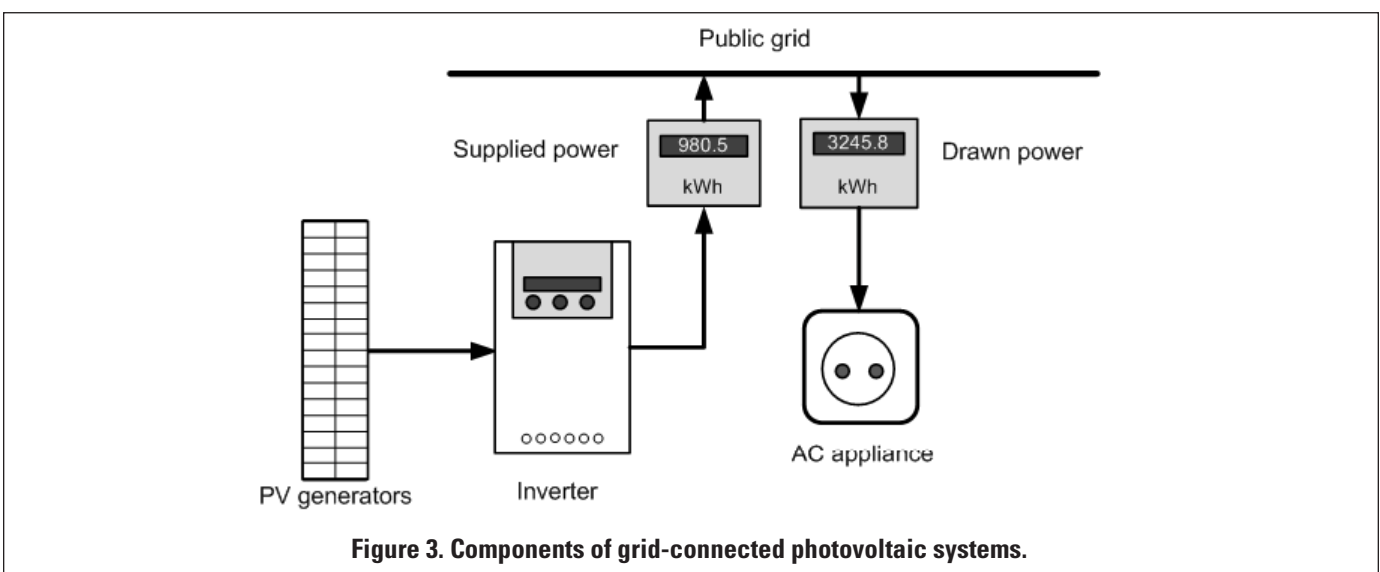 Public grid
Supplied power
980.5
kWh
3245.8
kWh
Drawn power
PV generators
Inverter
AC appliance
Figure 3. Components of grid-connected photovoltaic systems.